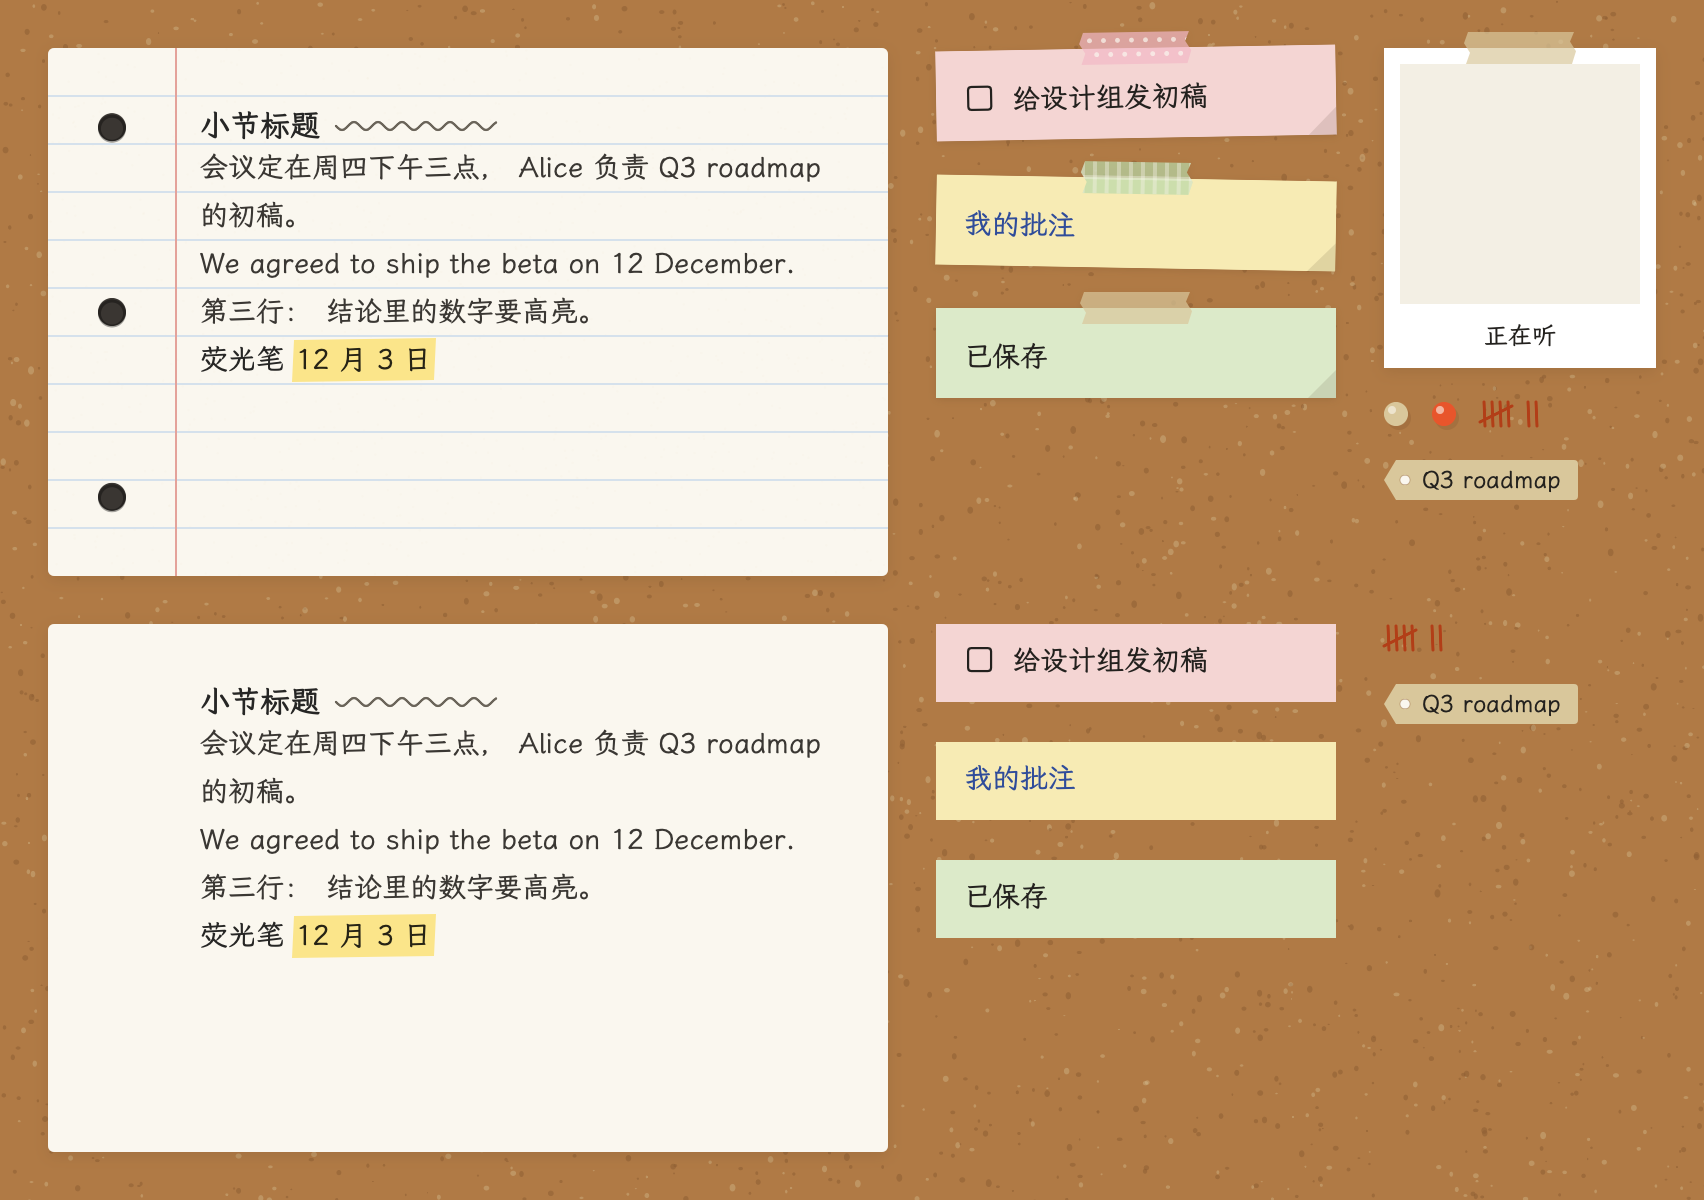 小节标题
会议定在周四下午三点， Alice 负责 Q3 roadmap
的初稿。
We agreed to ship the beta on 12 December.
第三行： 结论里的数字要高亮。
荧光笔 12 月 3 日
给设计组发初稿
我的批注
已保存
正在听
Q3 roadmap
小节标题
会议定在周四下午三点， Alice 负责 Q3 roadmap
的初稿。
We agreed to ship the beta on 12 December.
第三行： 结论里的数字要高亮。
荧光笔 12 月 3 日
给设计组发初稿
我的批注
已保存
Q3 roadmap